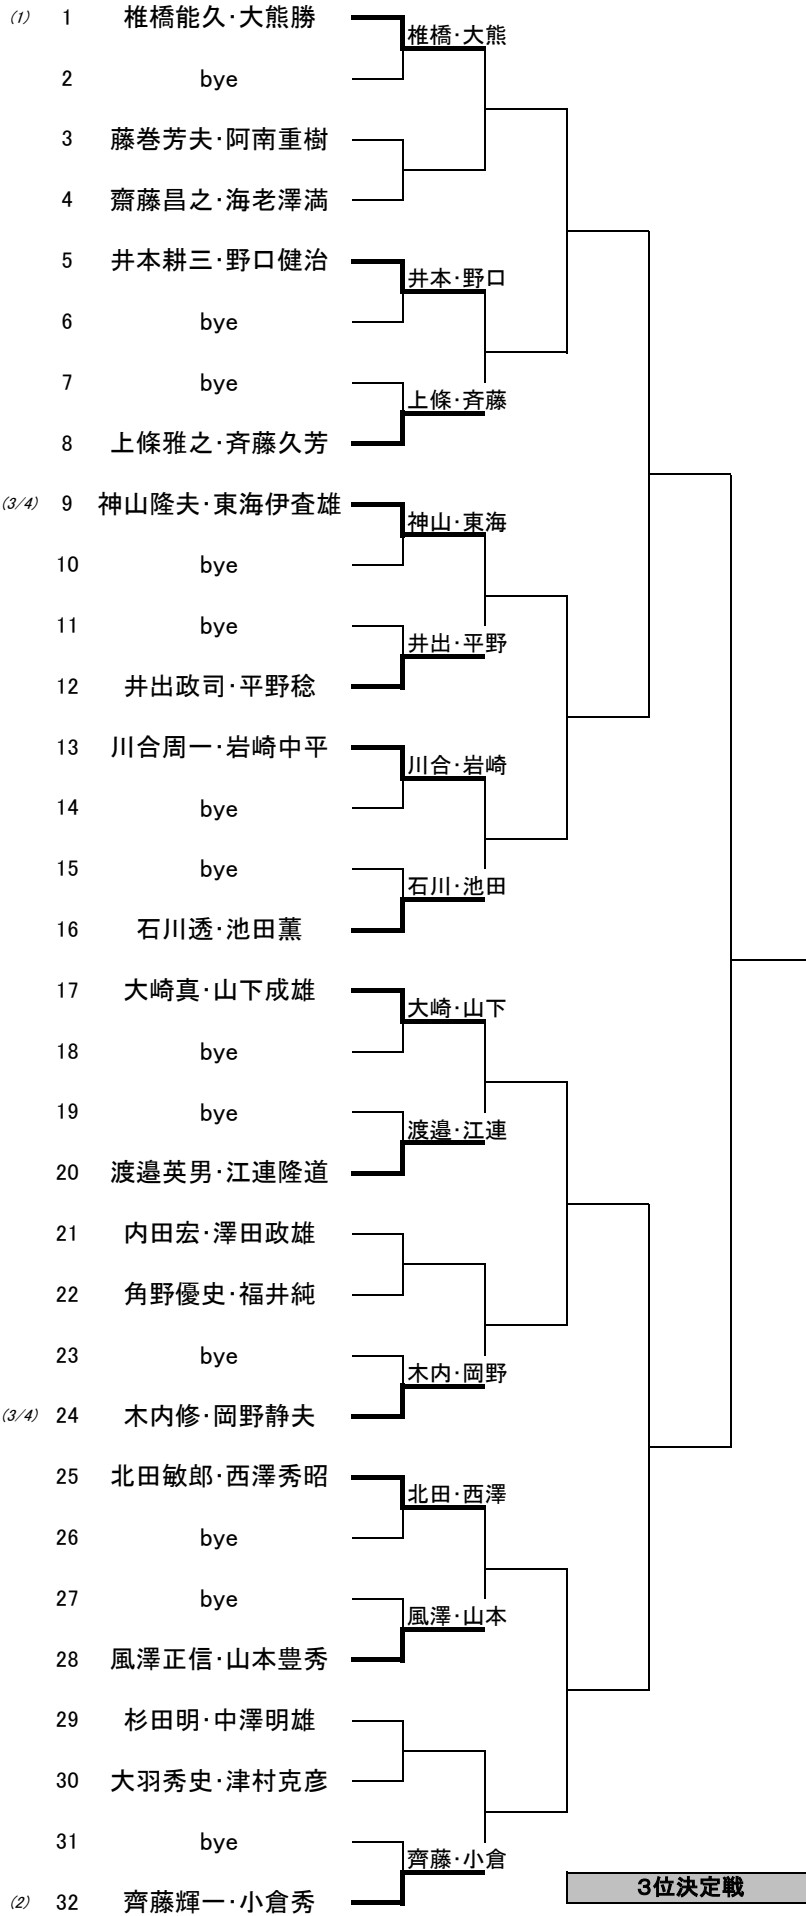 (1) 1 椎橋能久·大熊勝
椎橋·大熊
2 bye
3 藤巻芳夫·阿南重樹
4 齋藤昌之·海老澤満
5 井本耕三·野口健治
井本·野口
6 bye
7 bye
上條·斉藤
8 上條雅之·斉藤久芳
(3/4) 9 神山隆夫·東海伊査雄
神山·東海
10 bye
11 bye
井出·平野
12 井出政司·平野稔
13 川合周一·岩崎中平
川合·岩崎
14 bye
15 bye
石川·池田
16 石川透·池田薫
17 大崎真·山下成雄
大崎·山下
18 bye
19 bye
渡邉·江連
20 渡邉英男·江連隆道
21 内田宏·澤田政雄
22 角野優史·福井純
23 bye
木内·岡野
(3/4) 24 木内修·岡野静夫
25 北田敏郎·西澤秀昭
北田·西澤
26 bye
27 bye
風澤·山本
28 風澤正信·山本豊秀
29 杉田明·中澤明雄
30 大羽秀史·津村克彦
31 bye
齊藤·小倉
(2) 32 齊藤輝一·小倉秀
３位決定戦